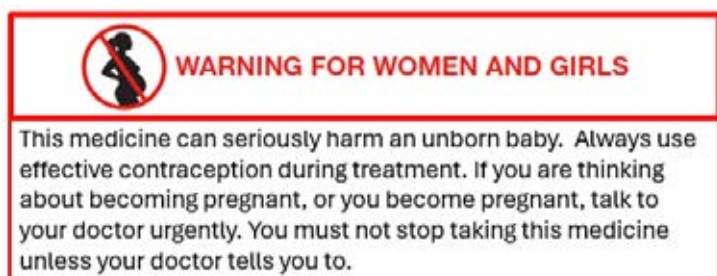 WARNING FOR WOMEN AND GIRLS
This medicine can seriously harm an unborn baby. Always use
effective contraception during treatment. If you are thinking
about becoming pregnant, or you become pregnant, talk to
your doctor urgently. You must not stop taking this medicine
unless your doctor tells you to.